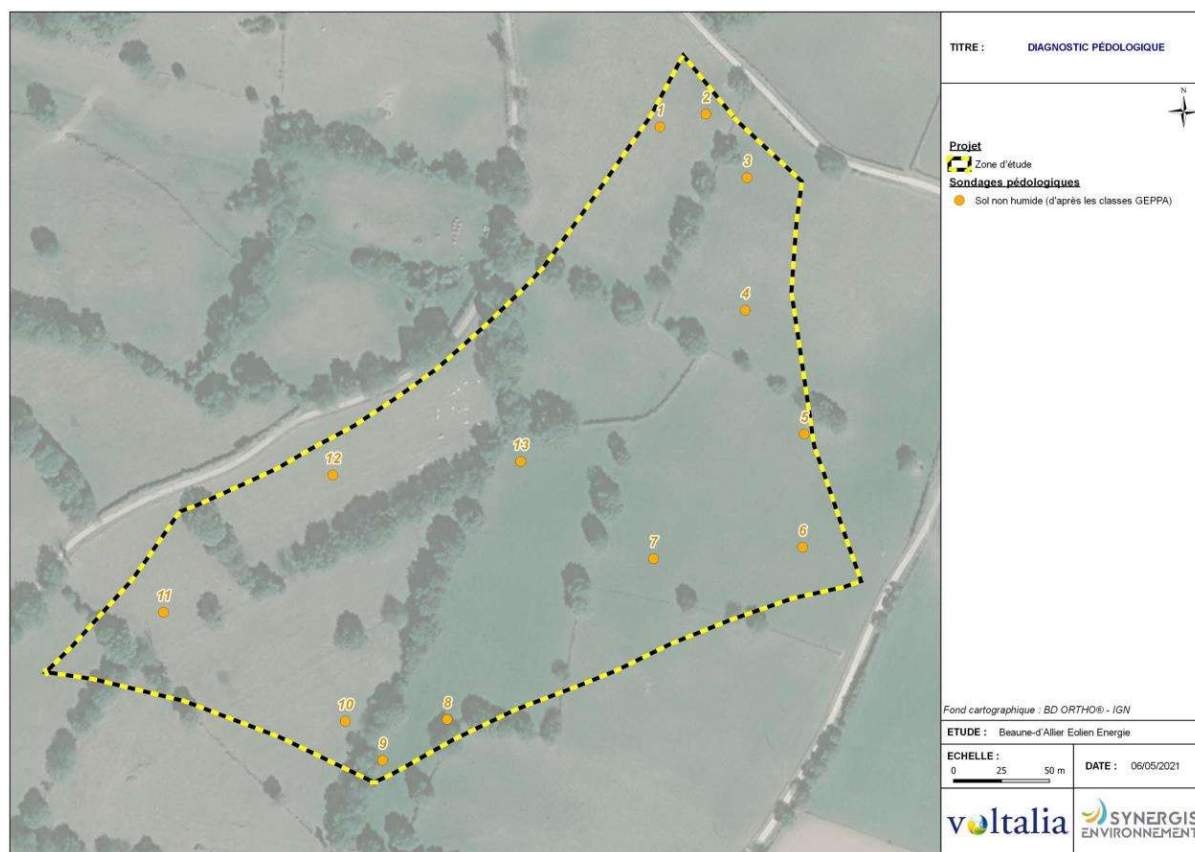 TITRE : DIAGNOSTIC PÉDOLOGIQUE
N
Projet
Zone d'étude
Sondages pédologiques
Sol non humide (d'après les classes GEPPA)
1
2
3
4
5
6
7
8
9
10
11
12
13
Fond cartographique : BD ORTHO® - IGN
ETUDE : Beaune-d'Allier Eolien Energie
ECHELLE :
0 25 50 m
DATE : 06/05/2021
voltalia
SYNERGIS
ENVIRONNEMENT